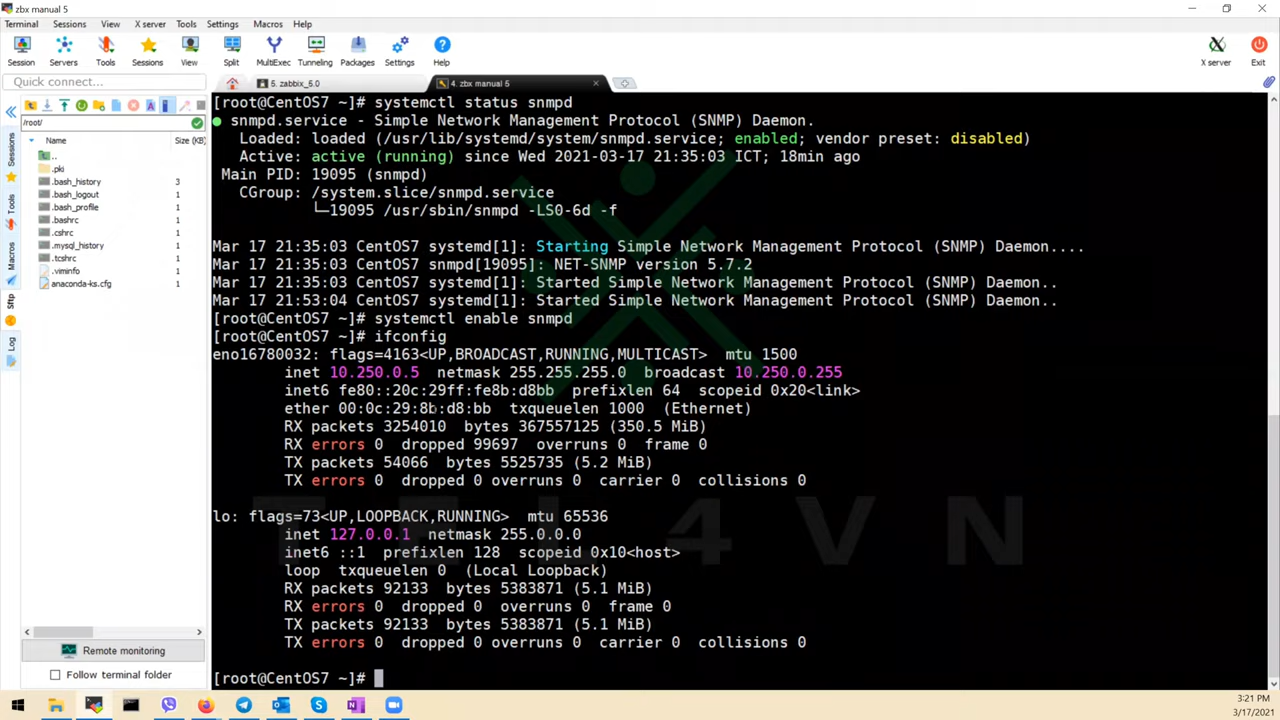 zbx manual 5
Terminal Sessions View X server Tools Settings Macros Help
Session Servers Tools Sessions View Split MultiExec Tunneling Packages Settings Help X server Exit
Quick connect...
5. zabbix_5.0
4. zbx manual 5
/root/
Name Size (KB)
..
.pki
.bash_history 3
.bash_logout 1
.bash_profile 1
.bashrc 1
.cshrc 1
.mysql_history 1
.tcshrc 1
.viminfo 1
anaconda-ks.cfg 1
Sessions
Tools
Macros
Sftp
Log
Remote monitoring
Follow terminal folder
[root@CentOS7 ~]# systemctl status snmpd
● snmpd.service - Simple Network Management Protocol (SNMP) Daemon.
Loaded: loaded (/usr/lib/systemd/system/snmpd.service; enabled; vendor preset: disabled)
Active: active (running) since Wed 2021-03-17 21:35:03 ICT; 18min ago
Main PID: 19095 (snmpd)
CGroup: /system.slice/snmpd.service
└─19095 /usr/sbin/snmpd -LS0-6d -f
Mar 17 21:35:03 CentOS7 systemd[1]: Starting Simple Network Management Protocol (SNMP) Daemon....
Mar 17 21:35:03 CentOS7 snmpd[19095]: NET-SNMP version 5.7.2
Mar 17 21:35:03 CentOS7 systemd[1]: Started Simple Network Management Protocol (SNMP) Daemon..
Mar 17 21:53:04 CentOS7 systemd[1]: Started Simple Network Management Protocol (SNMP) Daemon..
[root@CentOS7 ~]# systemctl enable snmpd
[root@CentOS7 ~]# ifconfig
eno16780032: flags=4163<UP,BROADCAST,RUNNING,MULTICAST> mtu 1500
inet 10.250.0.5 netmask 255.255.255.0 broadcast 10.250.0.255
inet6 fe80::20c:29ff:fe8b:d8bb prefixlen 64 scopeid 0x20<link>
ether 00:0c:29:8b:d8:bb txqueuelen 1000 (Ethernet)
RX packets 3254010 bytes 367557125 (350.5 MiB)
RX errors 0 dropped 99697 overruns 0 frame 0
TX packets 54066 bytes 5525735 (5.2 MiB)
TX errors 0 dropped 0 overruns 0 carrier 0 collisions 0
lo: flags=73<UP,LOOPBACK,RUNNING> mtu 65536
inet 127.0.0.1 netmask 255.0.0.0
inet6 ::1 prefixlen 128 scopeid 0x10<host>
loop txqueuelen 0 (Local Loopback)
RX packets 92133 bytes 5383871 (5.1 MiB)
RX errors 0 dropped 0 overruns 0 frame 0
TX packets 92133 bytes 5383871 (5.1 MiB)
TX errors 0 dropped 0 overruns 0 carrier 0 collisions 0
[root@CentOS7 ~]#
TEL4VN
3:21 PM
3/17/2021